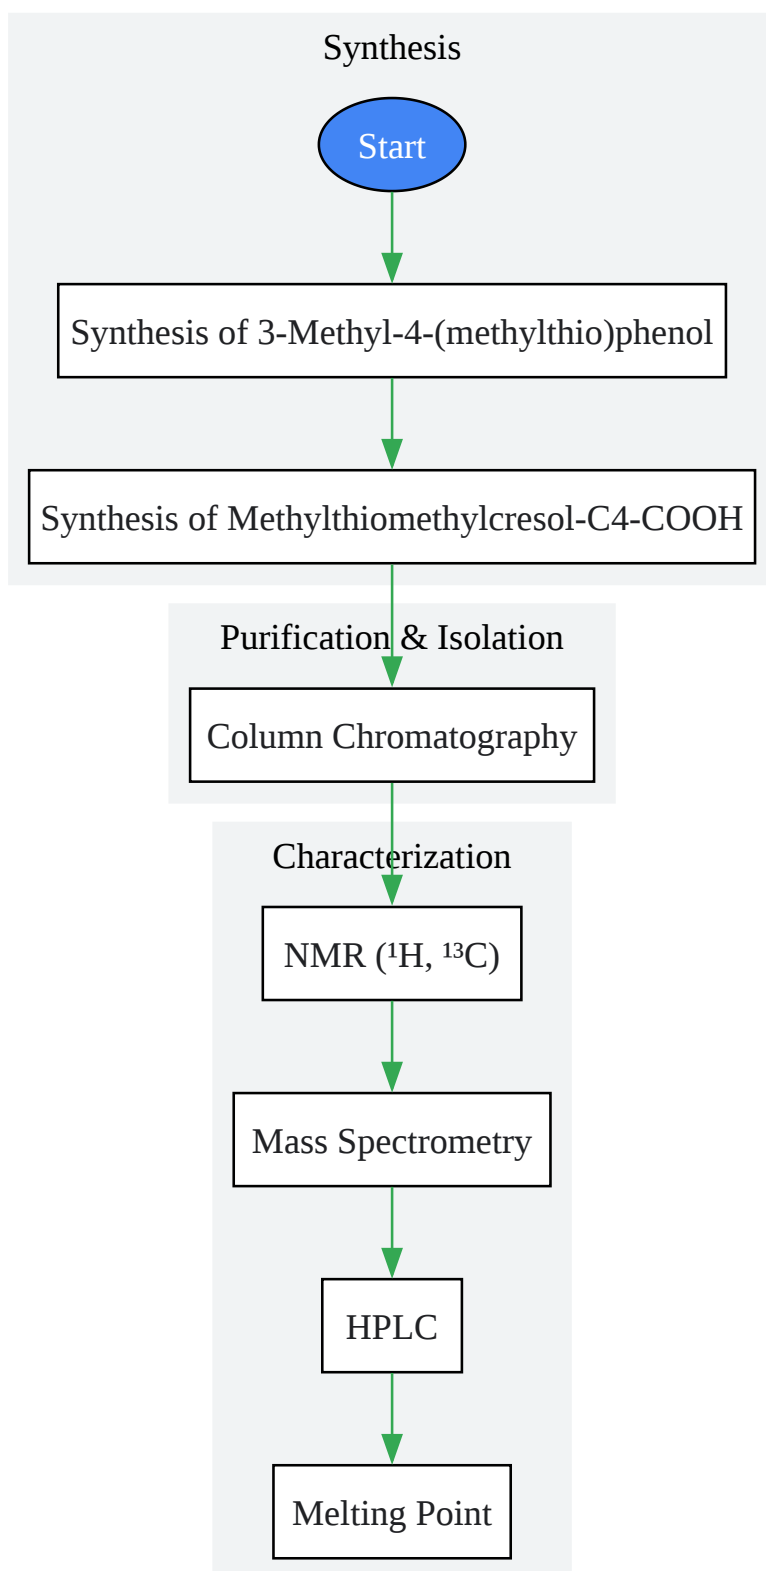 Synthesis
Start
Synthesis of 3-Methyl-4-(methylthio)phenol
Synthesis of Methylthiomethylcresol-C4-COOH
Purification & Isolation
Column Chromatography
Characterization
NMR (¹H, ¹³C)
Mass Spectrometry
HPLC
Melting Point